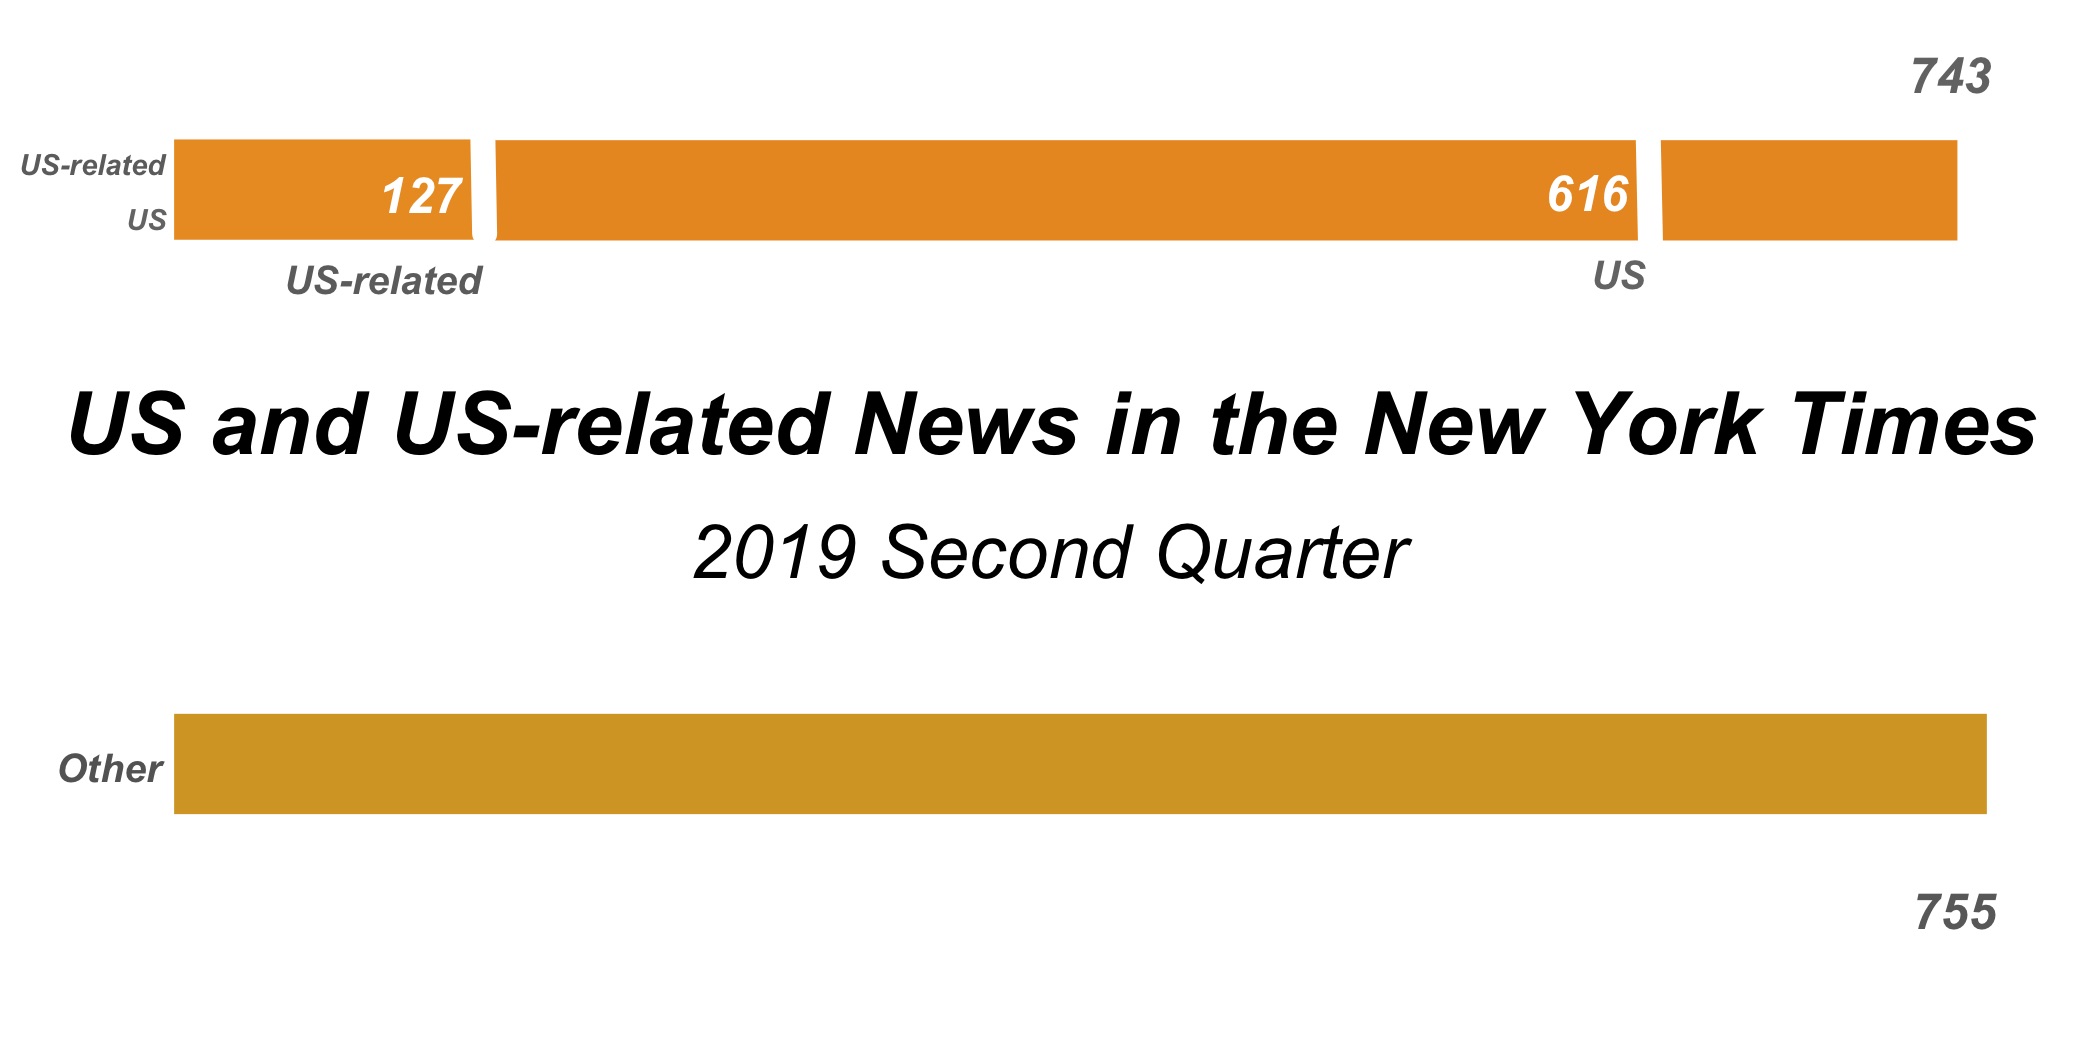 743
US-related
127
616
US
US-related
US
US and US-related News in the New York Times
2019 Second Quarter
Other
755